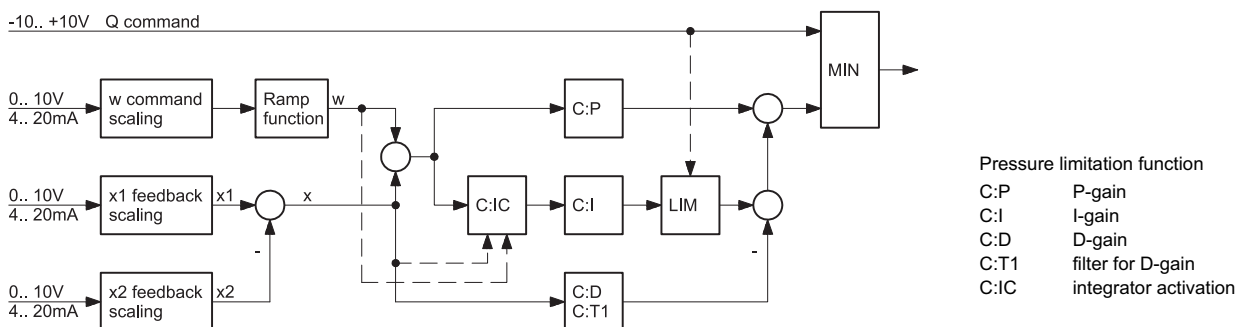 -10.. +10V Q command
MIN
0.. 10V
4.. 20mA
w command
scaling
Ramp
function
w
C:P
0.. 10V
4.. 20mA
x1 feedback
scaling
x1
x
-
C:IC
C:I
LIM
-
0.. 10V
4.. 20mA
x2 feedback
scaling
x2
C:D
C:T1
Pressure limitation function
C:P P-gain
C:I I-gain
C:D D-gain
C:T1 filter for D-gain
C:IC integrator activation